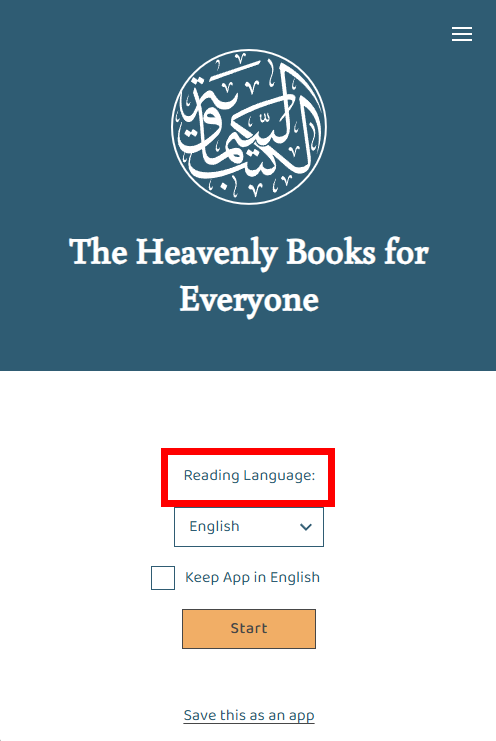 الكتب السماوية
The Heavenly Books for
Everyone
Reading Language:
English
Keep App in English
Start
Save this as an app